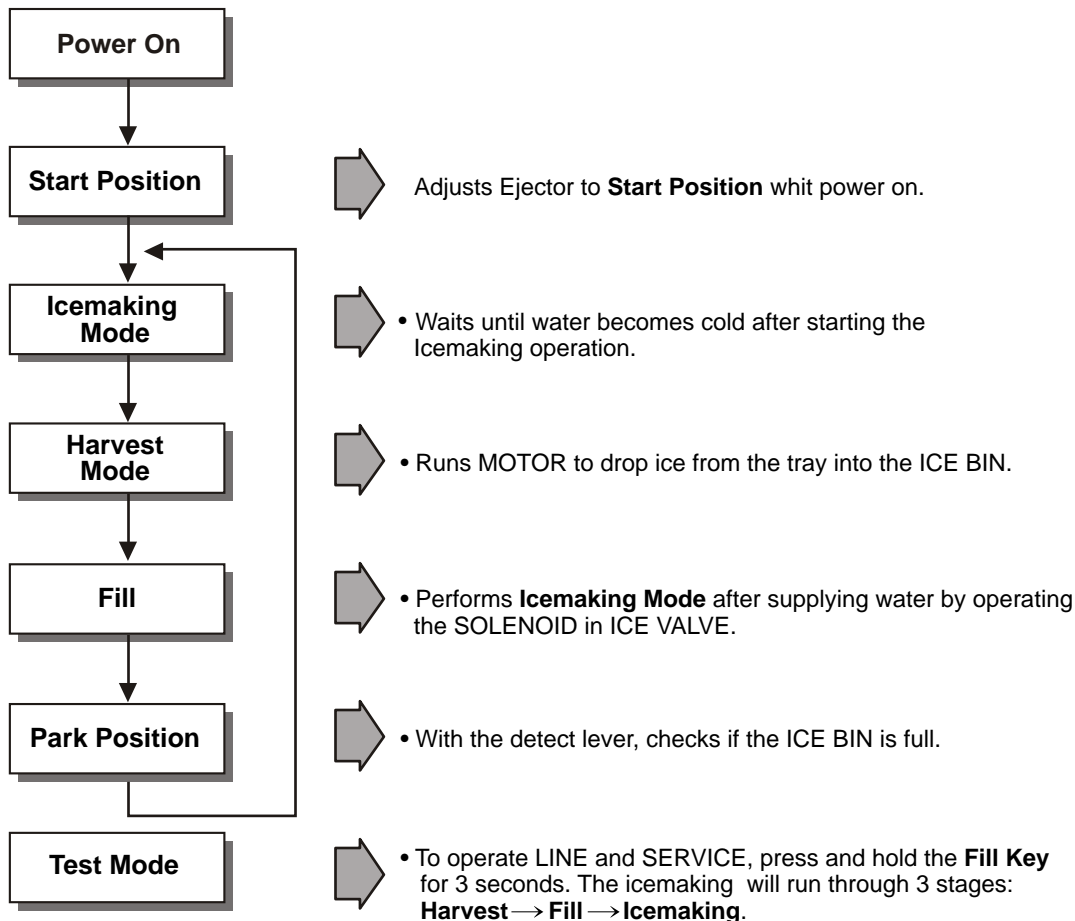 Power On
Start Position
Adjusts Ejector to Start Position whit power on.
Icemaking
Mode
• Waits until water becomes cold after starting the
Icemaking operation.
Harvest
Mode
• Runs MOTOR to drop ice from the tray into the ICE BIN.
Fill
• Performs Icemaking Mode after supplying water by operating
the SOLENOID in ICE VALVE.
Park Position
• With the detect lever, checks if the ICE BIN is full.
Test Mode
• To operate LINE and SERVICE, press and hold the Fill Key
for 3 seconds. The icemaking will run through 3 stages:
Harvest → Fill → Icemaking.